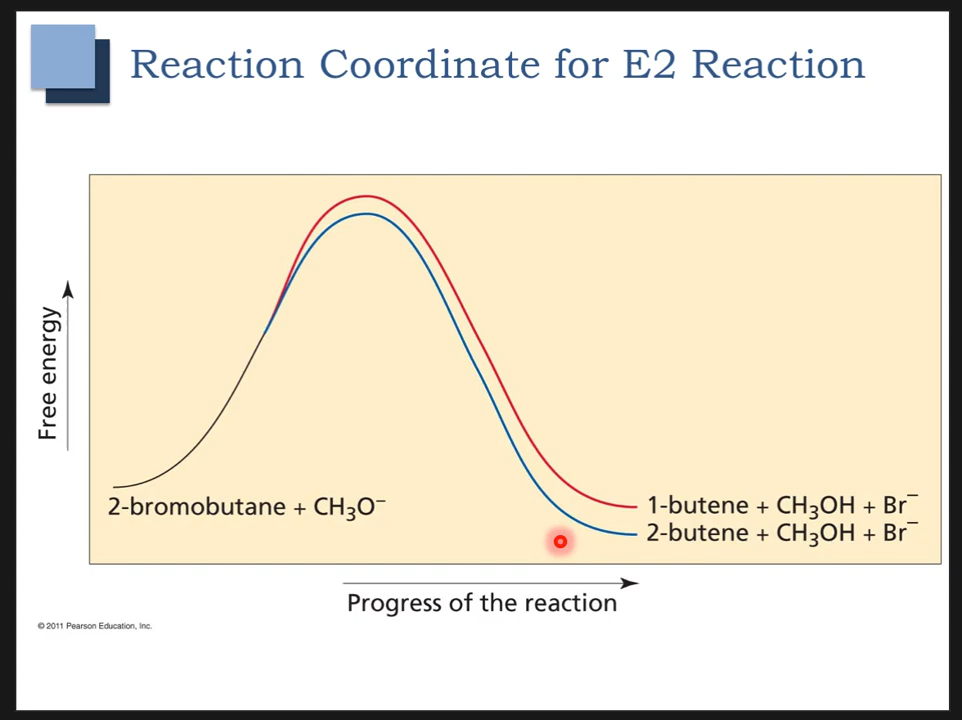 Reaction Coordinate for E2 Reaction
Free energy
2-bromobutane + CH₃O⁻
1-butene + CH₃OH + Br⁻
2-butene + CH₃OH + Br⁻
Progress of the reaction
© 2011 Pearson Education, Inc.